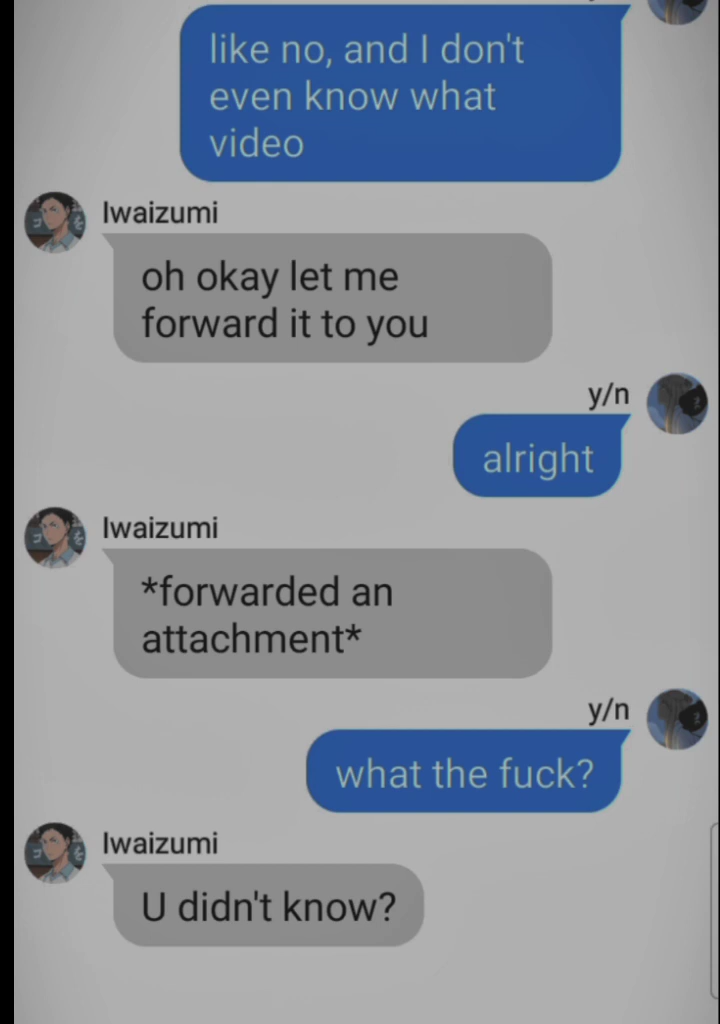 like no, and I don't
even know what
video
Iwaizumi
oh okay let me
forward it to you
y/n
alright
Iwaizumi
*forwarded an
attachment*
y/n
what the fuck?
Iwaizumi
U didn't know?